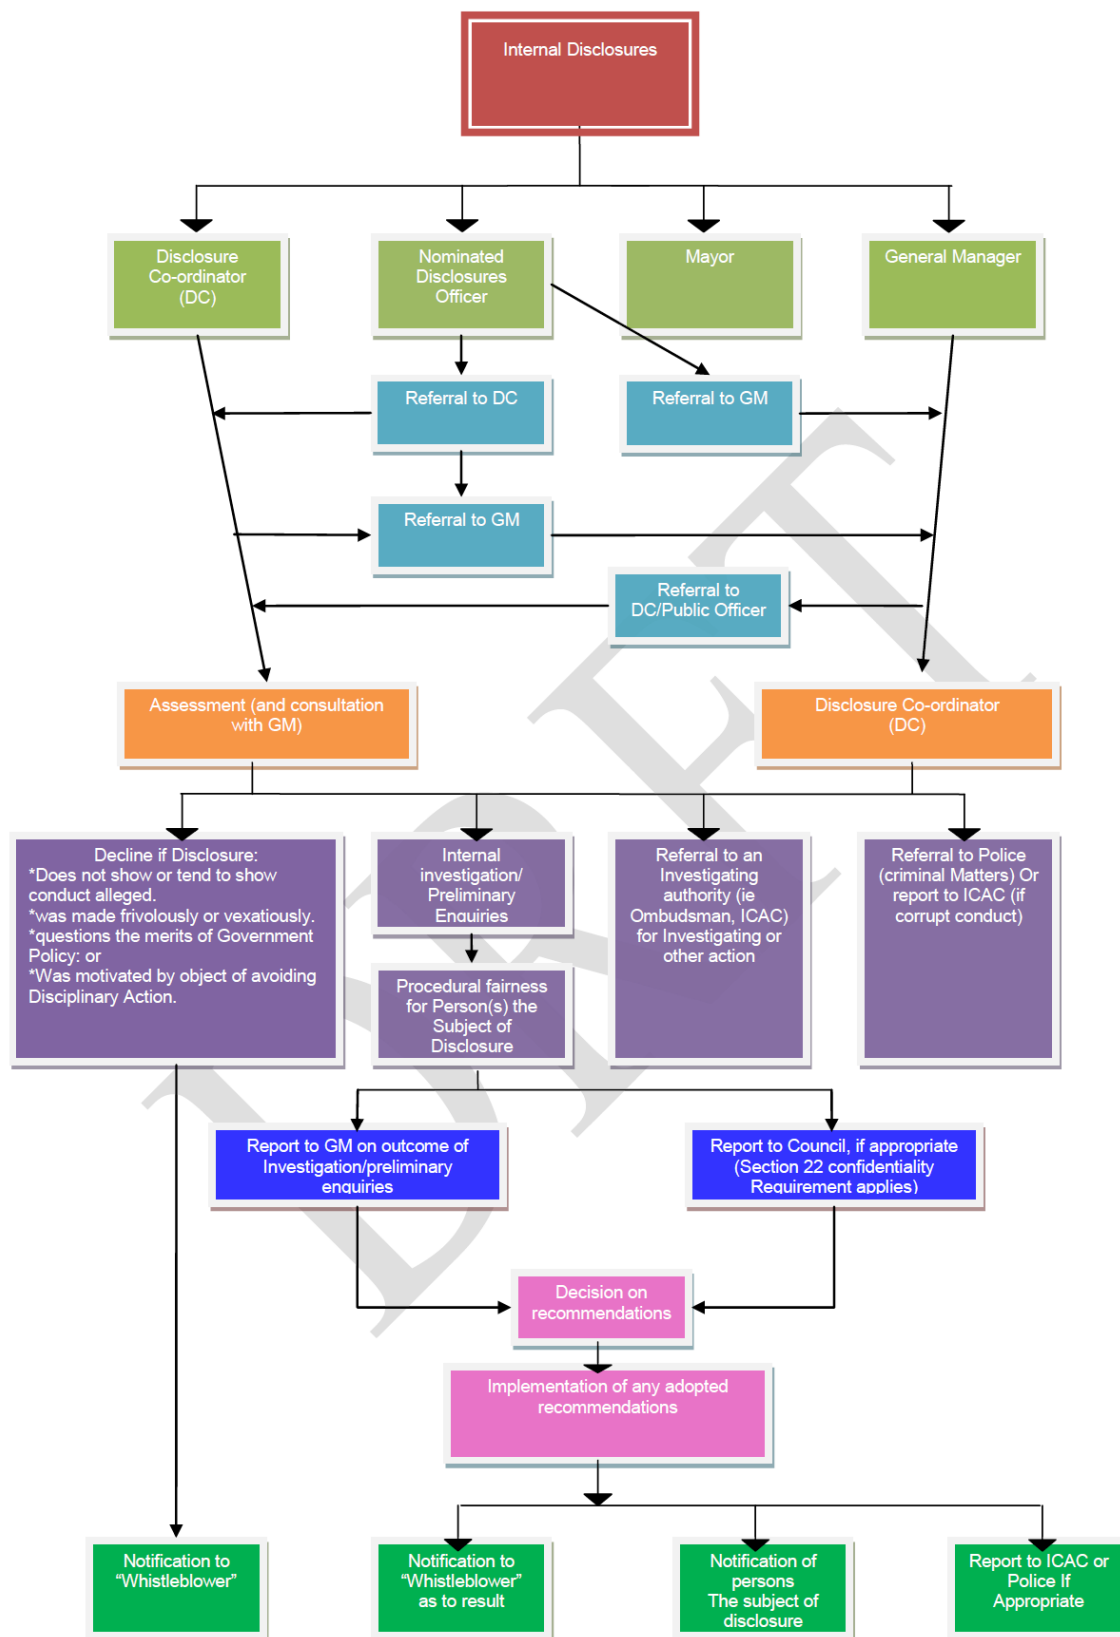 Internal Disclosures
Disclosure
Co-ordinator
(DC)
Nominated
Disclosures
Officer
Mayor
General Manager
Referral to DC
Referral to GM
Referral to GM
Referral to
DC/Public Officer
Assessment (and consultation
with GM)
Disclosure Co-ordinator
(DC)
Decline if Disclosure:
*Does not show or tend to show
conduct alleged.
*was made frivolously or vexatiously.
*questions the merits of Government
Policy: or
*Was motivated by object of avoiding
Disciplinary Action.
Internal
investigation/
Preliminary
Enquiries
Referral to an
Investigating
authority (ie
Ombudsman, ICAC)
for Investigating or
other action
Referral to Police
(criminal Matters) Or
report to ICAC (if
corrupt conduct)
Procedural fairness
for Person(s) the
Subject of
Disclosure
Report to GM on outcome of
Investigation/preliminary
enquiries
Report to Council, if appropriate
(Section 22 confidentiality
Requirement applies)
Decision on
recommendations
Implementation of any adopted
recommendations
Notification to
“Whistleblower”
Notification to
“Whistleblower”
as to result
Notification of
persons
The subject of
disclosure
Report to ICAC or
Police If
Appropriate
DRAFT